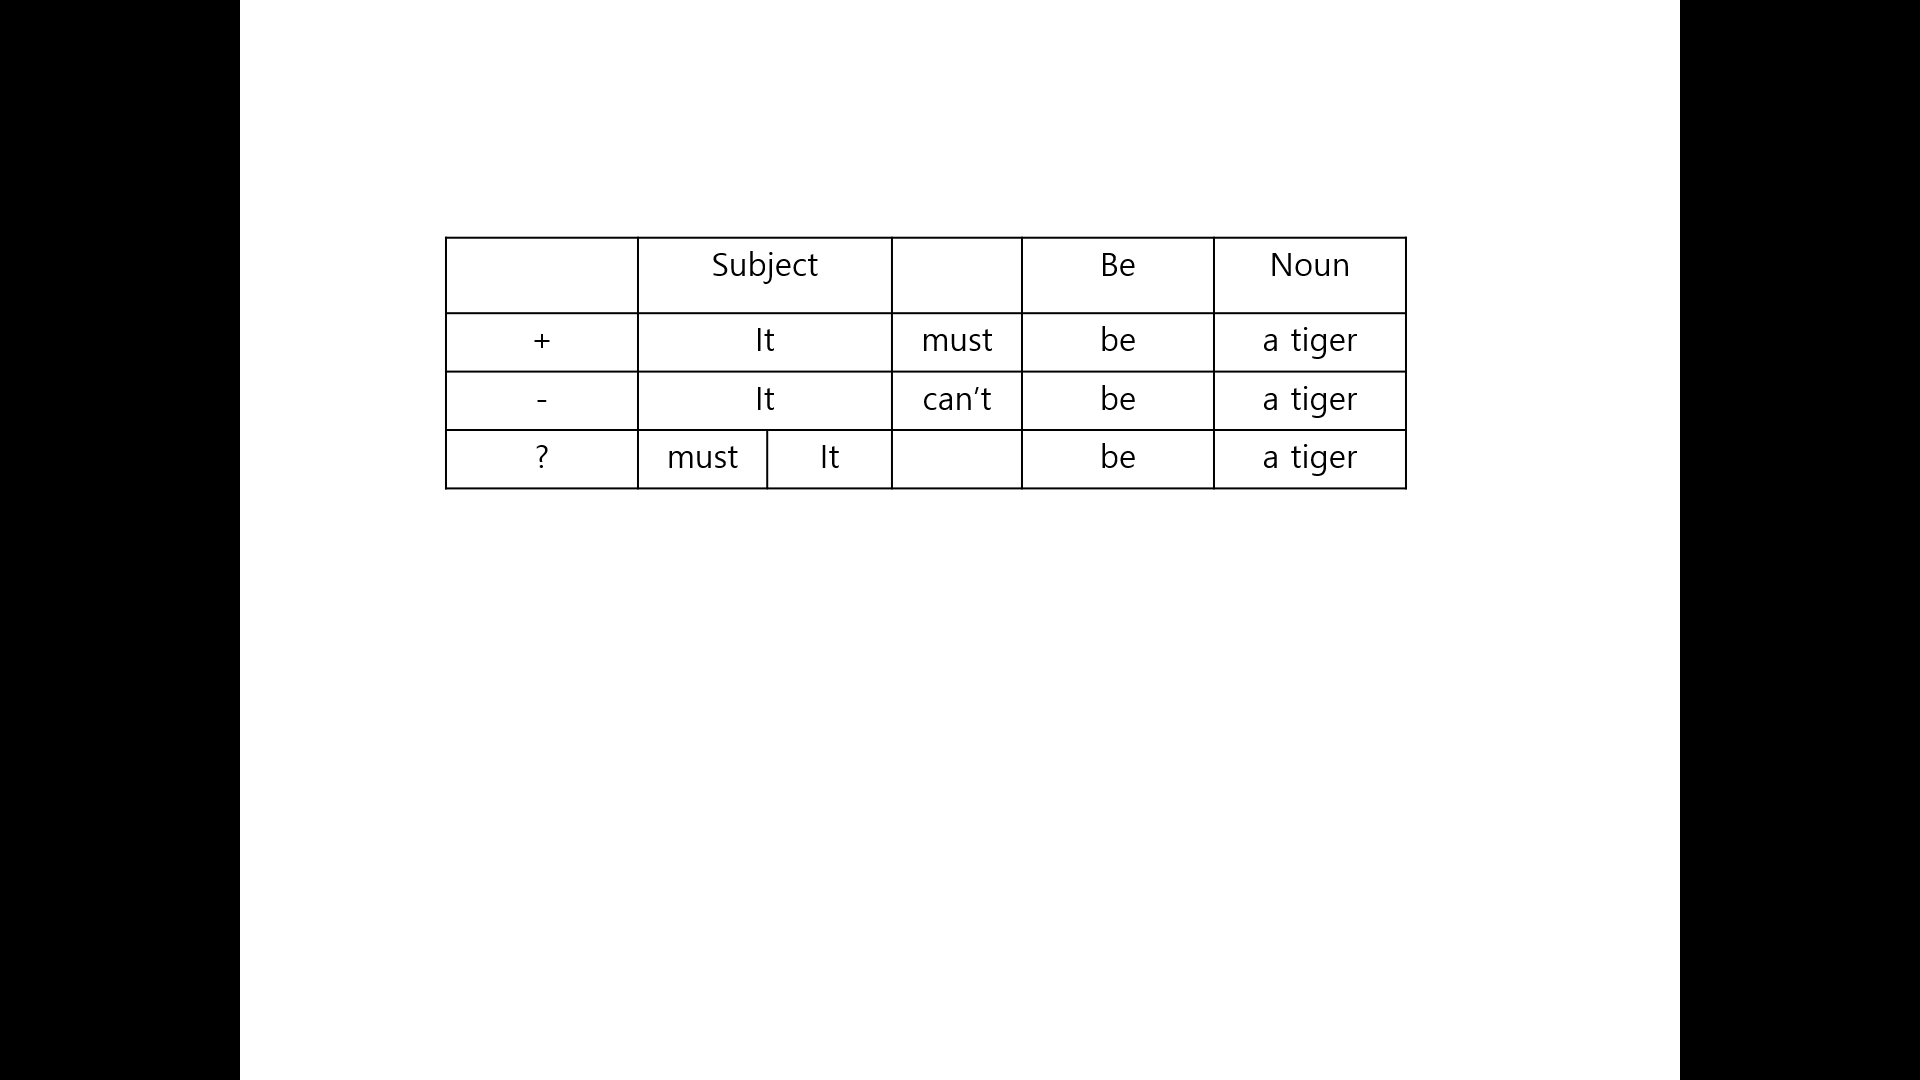 Subject Be Noun
+ It must be a tiger
- It can’t be a tiger
? must It be a tiger